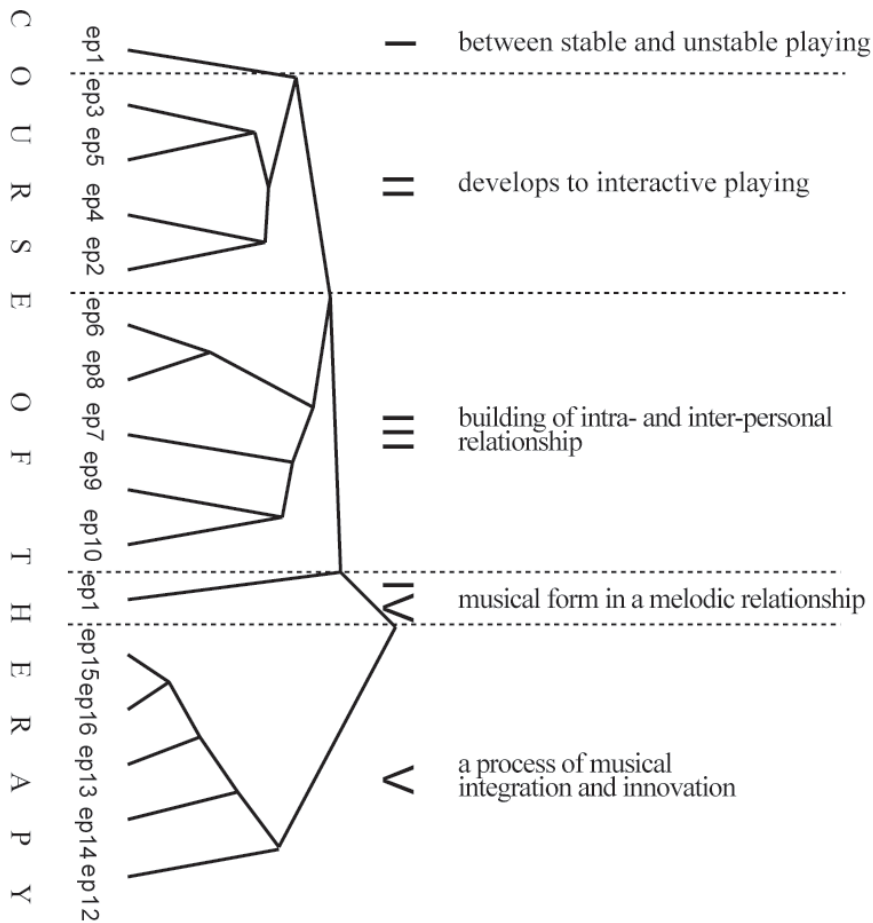 COURSE OF THERAPY
ep1
ep3
ep5
ep4
ep2
ep6
ep8
ep7
ep9
ep10
ep1
ep15
ep16
ep13
ep14
ep12
I
between stable and unstable playing
II
develops to interactive playing
III
building of intra- and inter-personal
relationship
IV
musical form in a melodic relationship
V
a process of musical
integration and innovation